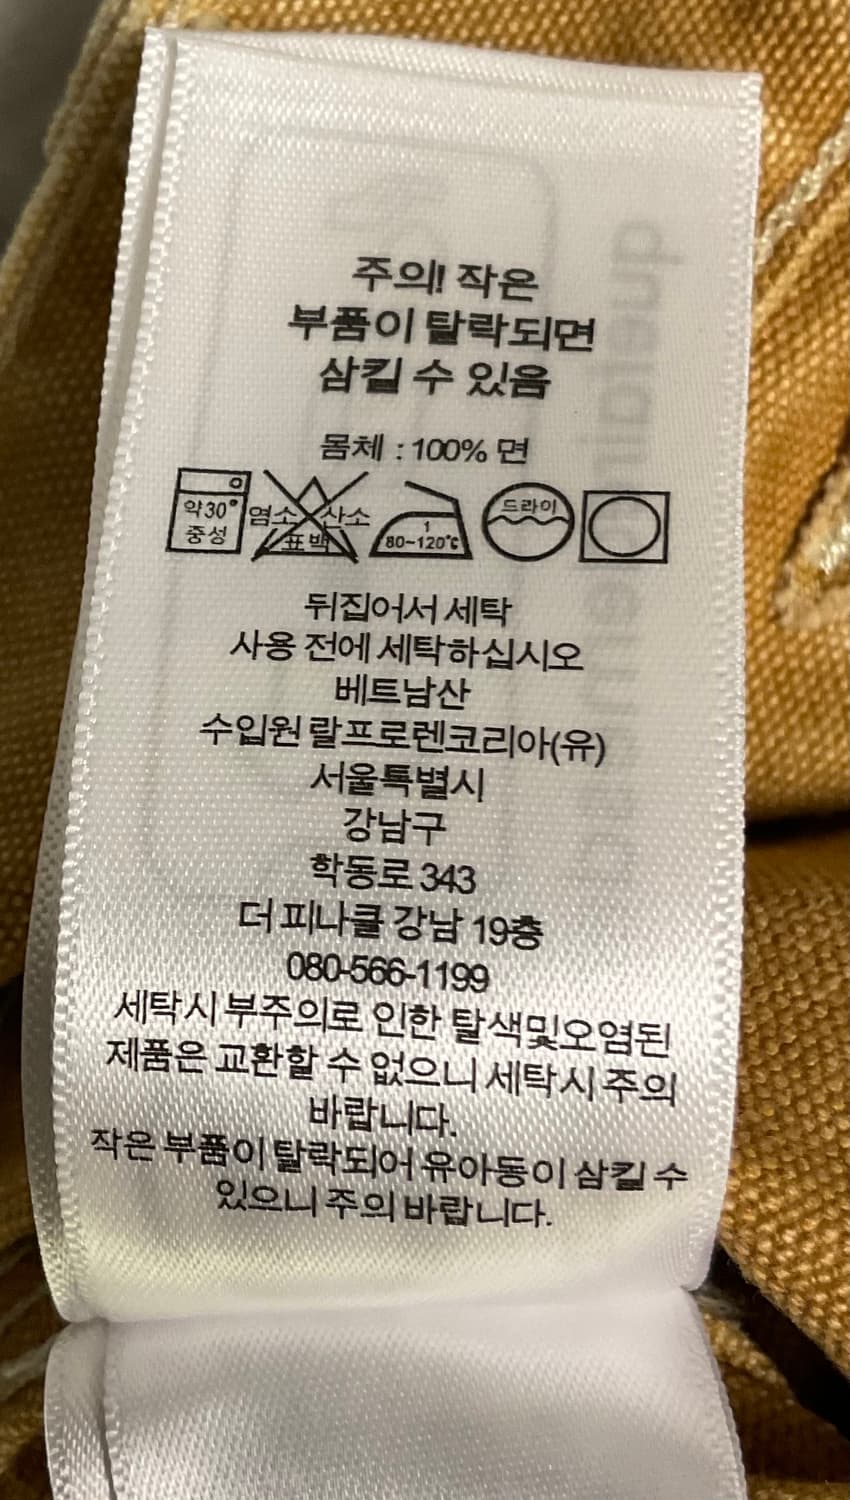 주의! 작은
부품이 탈락되면
삼킬 수 있음
몸체 : 100% 면
약30°
중성
염소 산소
표백
1
80~120℃
드라이
뒤집어서 세탁
사용 전에 세탁하십시오
베트남산
수입원 랄프로렌코리아(유)
서울특별시
강남구
학동로 343
더 피나클 강남 19층
080-566-1199
세탁시 부주의로 인한 탈색및오염된
제품은 교환할 수 없으니 세탁시 주의
바랍니다.
작은 부품이 탈락되어 유아동이 삼킬 수
있으니 주의 바랍니다.